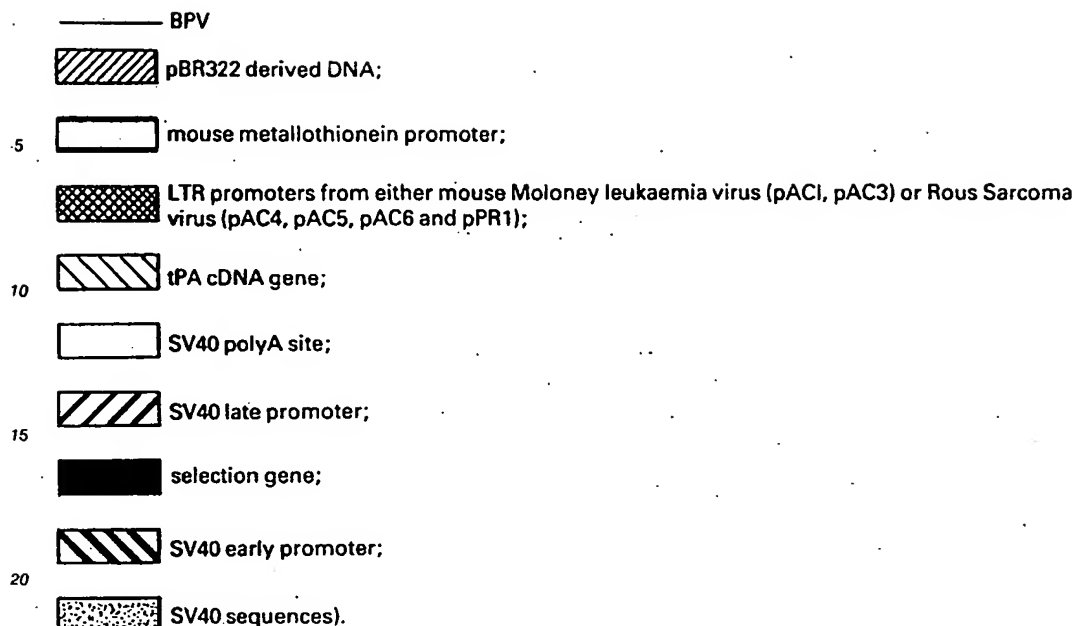 BPV
pBR322 derived DNA;
5 mouse metallothionein promoter;
LTR promoters from either mouse Moloney leukaemia virus (pACI, pAC3) or Rous Sarcoma
virus (pAC4, pAC5, pAC6 and pPR1);
10 tPA cDNA gene;
SV40 polyA site;
SV40 late promoter;
15
selection gene;
SV40 early promoter;
20
SV40 sequences).